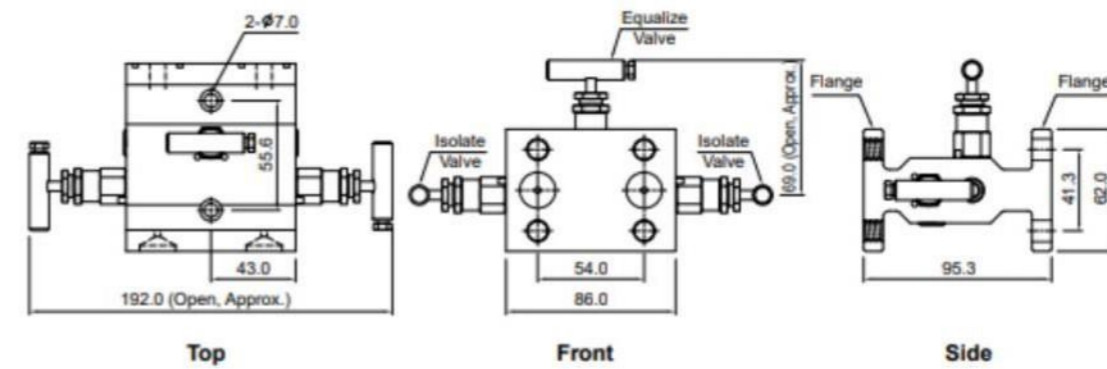 2-Ø7.0
55.6
43.0
192.0 (Open, Approx.)
Top
Equalize
Valve
Isolate
Valve
Isolate
Valve
69.0 (Open, Approx.)
54.0
86.0
Front
Flange
Flange
41.3
62.0
95.3
Side